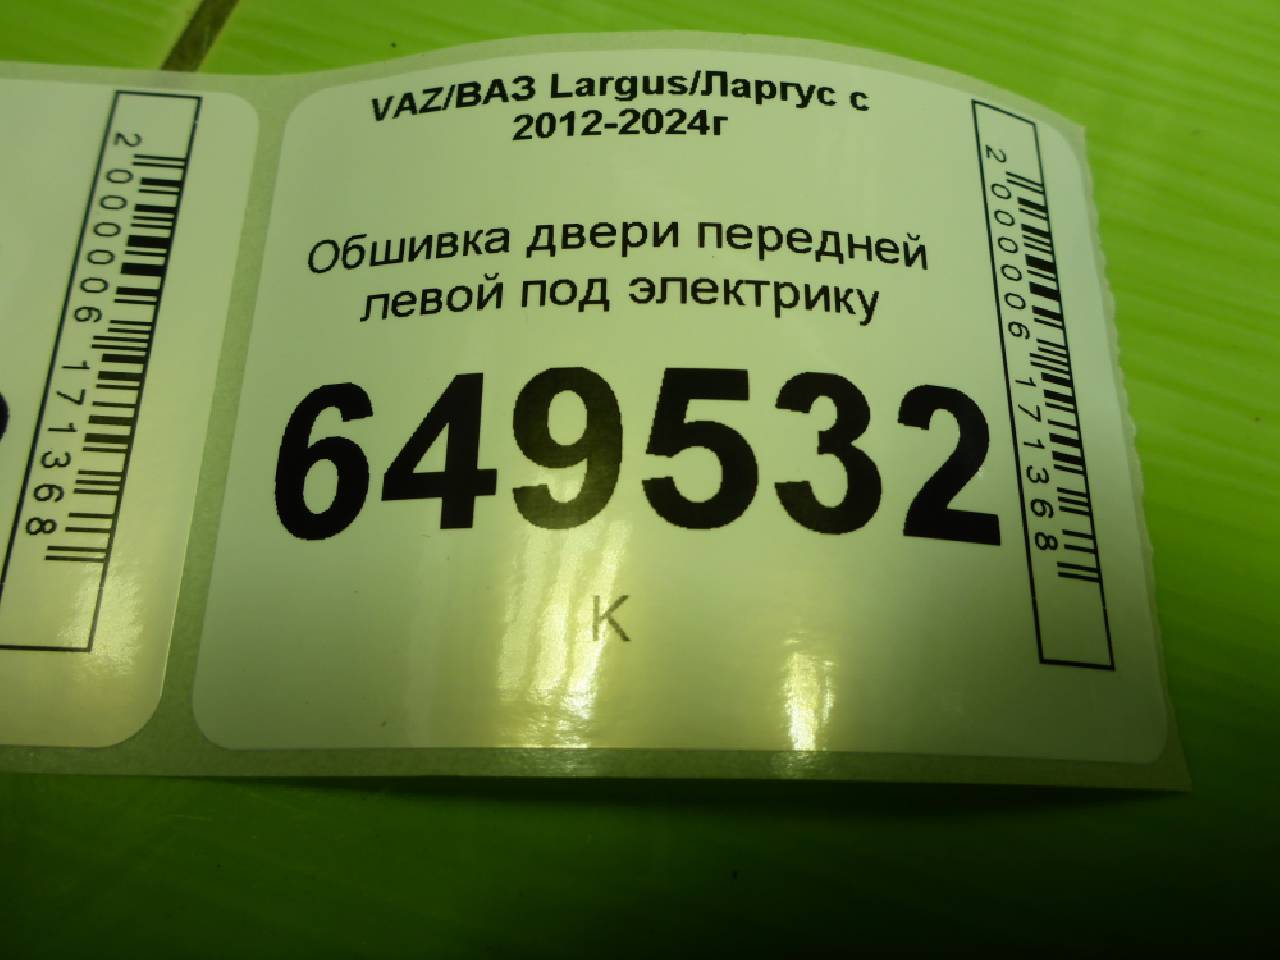 2000006171368
VAZ/ВАЗ Largus/Ларгус с
2012-2024г
Обшивка двери передней
левой под электрику
649532
К
2000006171368